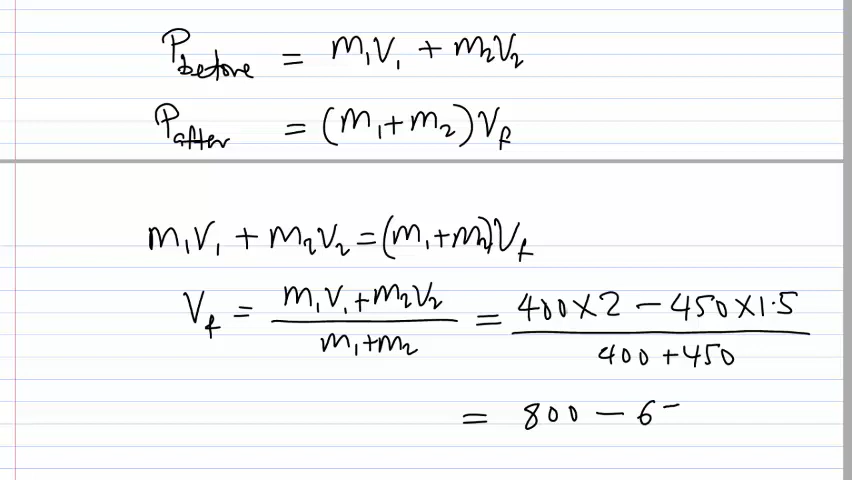 P_before = m₁V₁ + m₂V₂
P_after = (m₁+m₂)V_f
m₁V₁ + m₂V₂ = (m₁+m₂)V_f
V_f = (m₁V₁+m₂V₂)/(m₁+m₂) = (400×2 − 450×1.5)/(400+450)
= 800 − 6